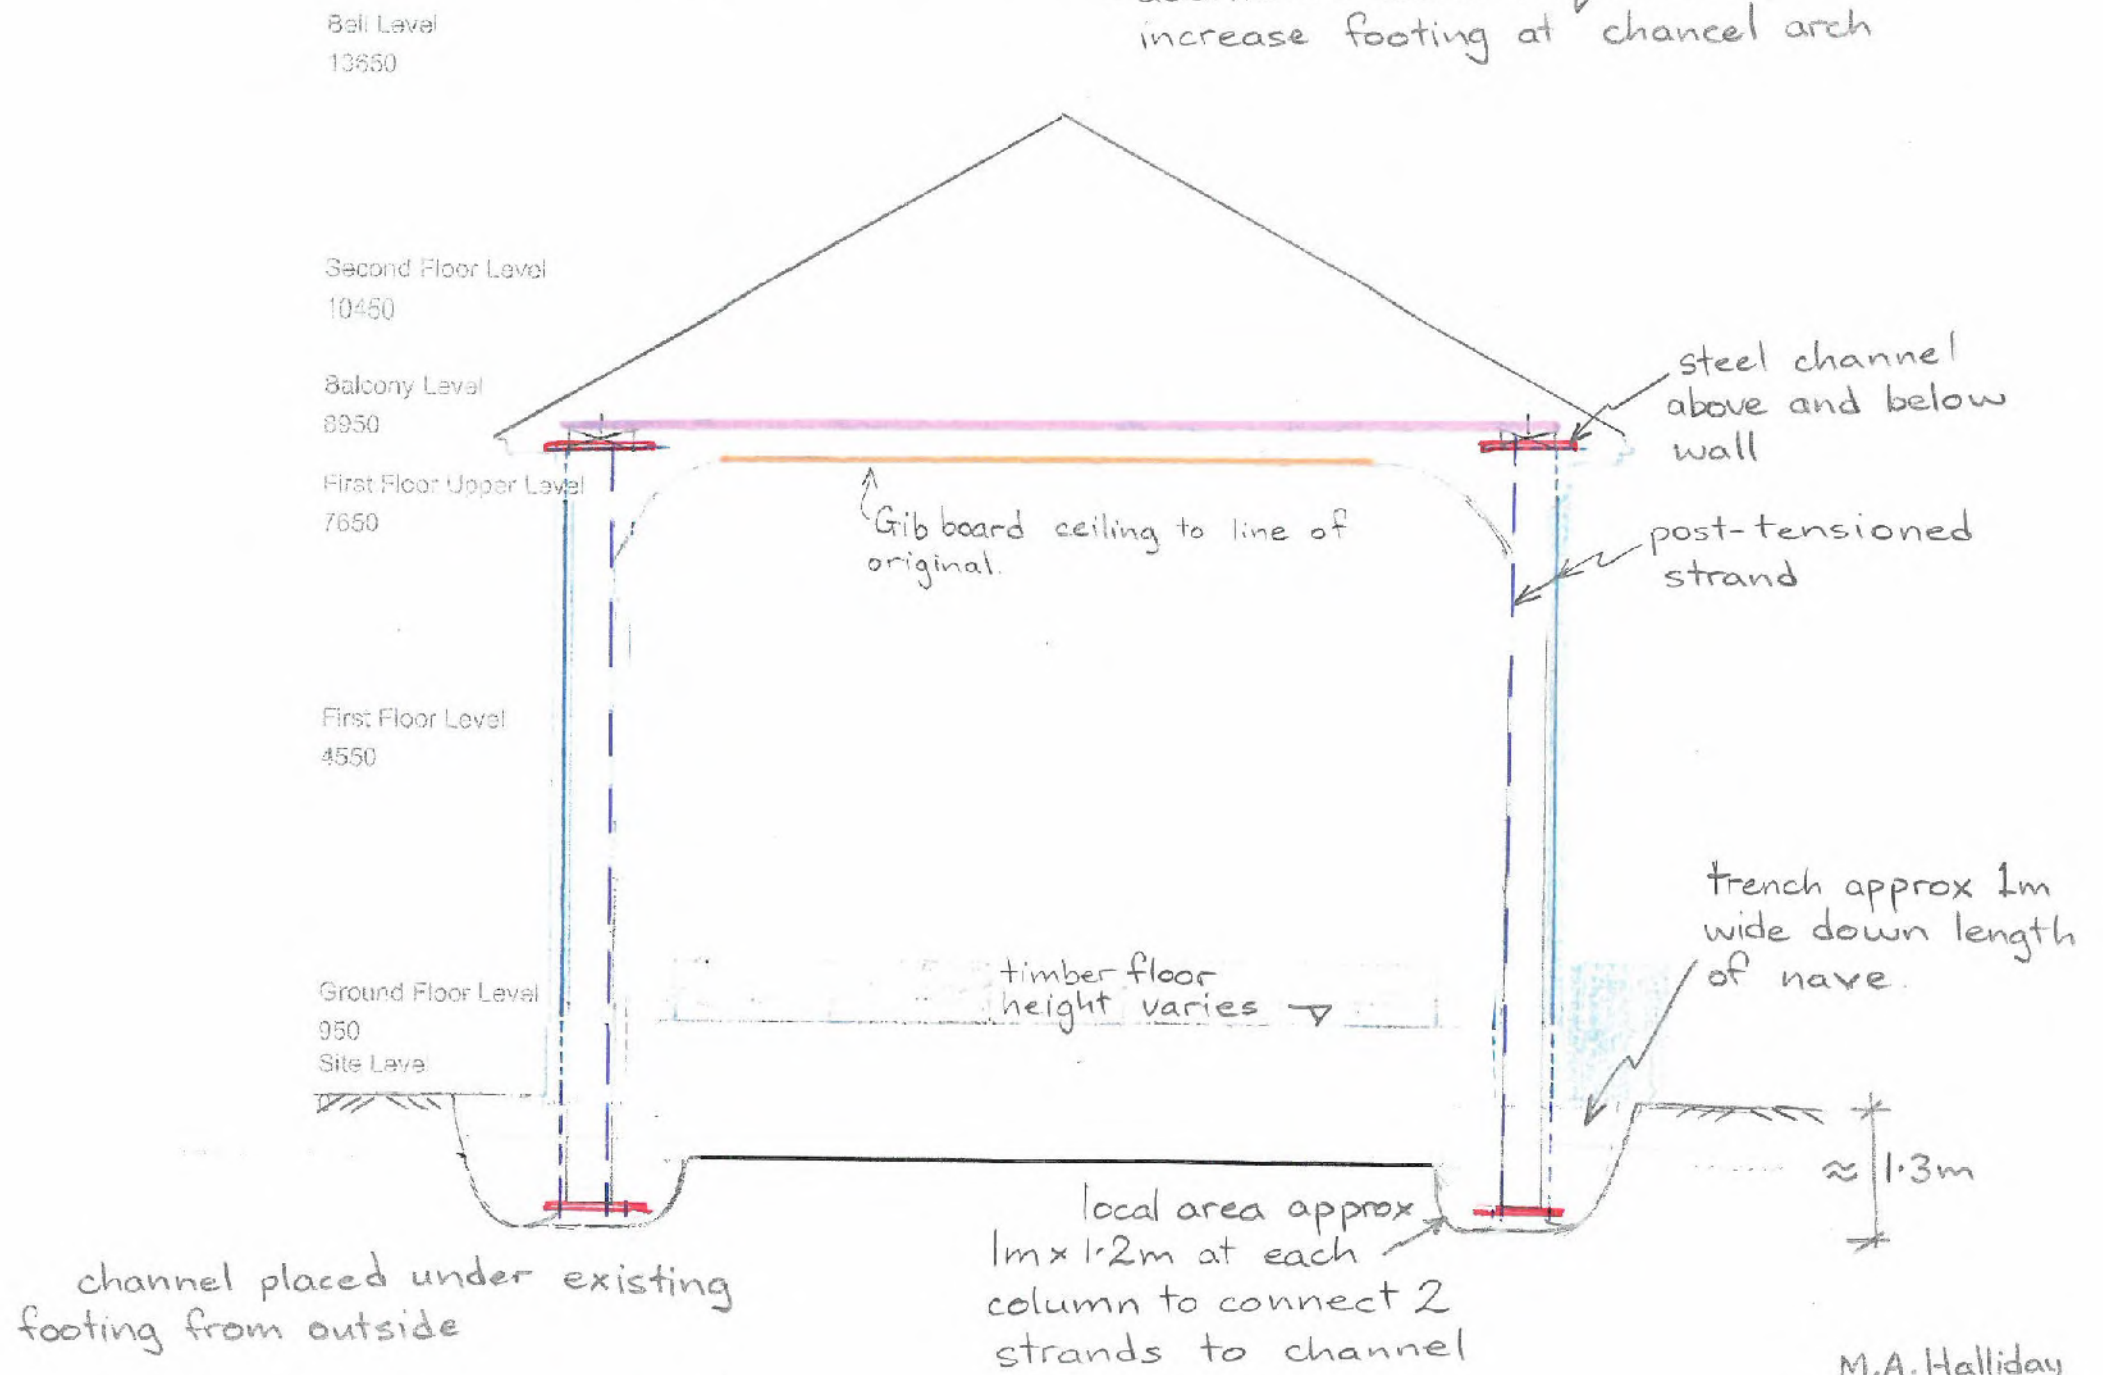 increase footing at chancel arch
Bell Level
13650
Second Floor Level
10450
Balcony Level
8950
First Floor Upper Level
7650
First Floor Level
4550
Ground Floor Level
950
Site Level
steel channel
above and below
wall
Gib board ceiling to line of
original.
post-tensioned
strand
trench approx 1m
wide down length
of nave.
timber floor
height varies
≈ 1.3m
local area approx
1m x 1.2m at each
column to connect 2
strands to channel
channel placed under existing
footing from outside
M.A. Halliday